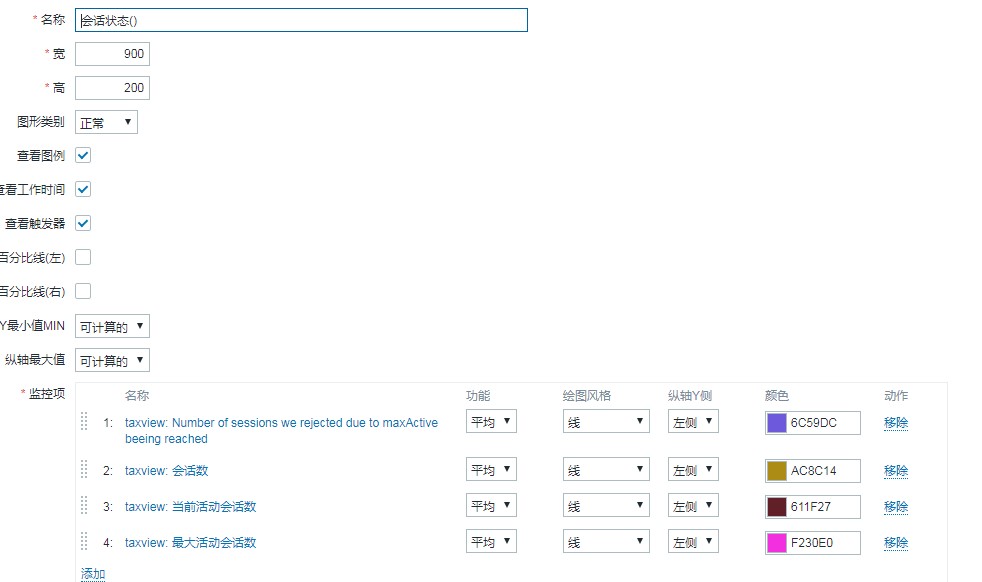 * 名称 会话状态()
* 宽 900
* 高 200
图形类别 正常
查看图例
查看工作时间
查看触发器
百分比线(左)
百分比线(右)
Y最小值MIN 可计算的
纵轴最大值 可计算的
* 监控项 名称 功能 绘图风格 纵轴Y侧 颜色 动作
1: taxview: Number of sessions we rejected due to maxActive 平均 线 左侧 6C59DC 移除
beeing reached
2: taxview: 会话数 平均 线 左侧 AC8C14 移除
3: taxview: 当前活动会话数 平均 线 左侧 611F27 移除
4: taxview: 最大活动会话数 平均 线 左侧 F230E0 移除
添加